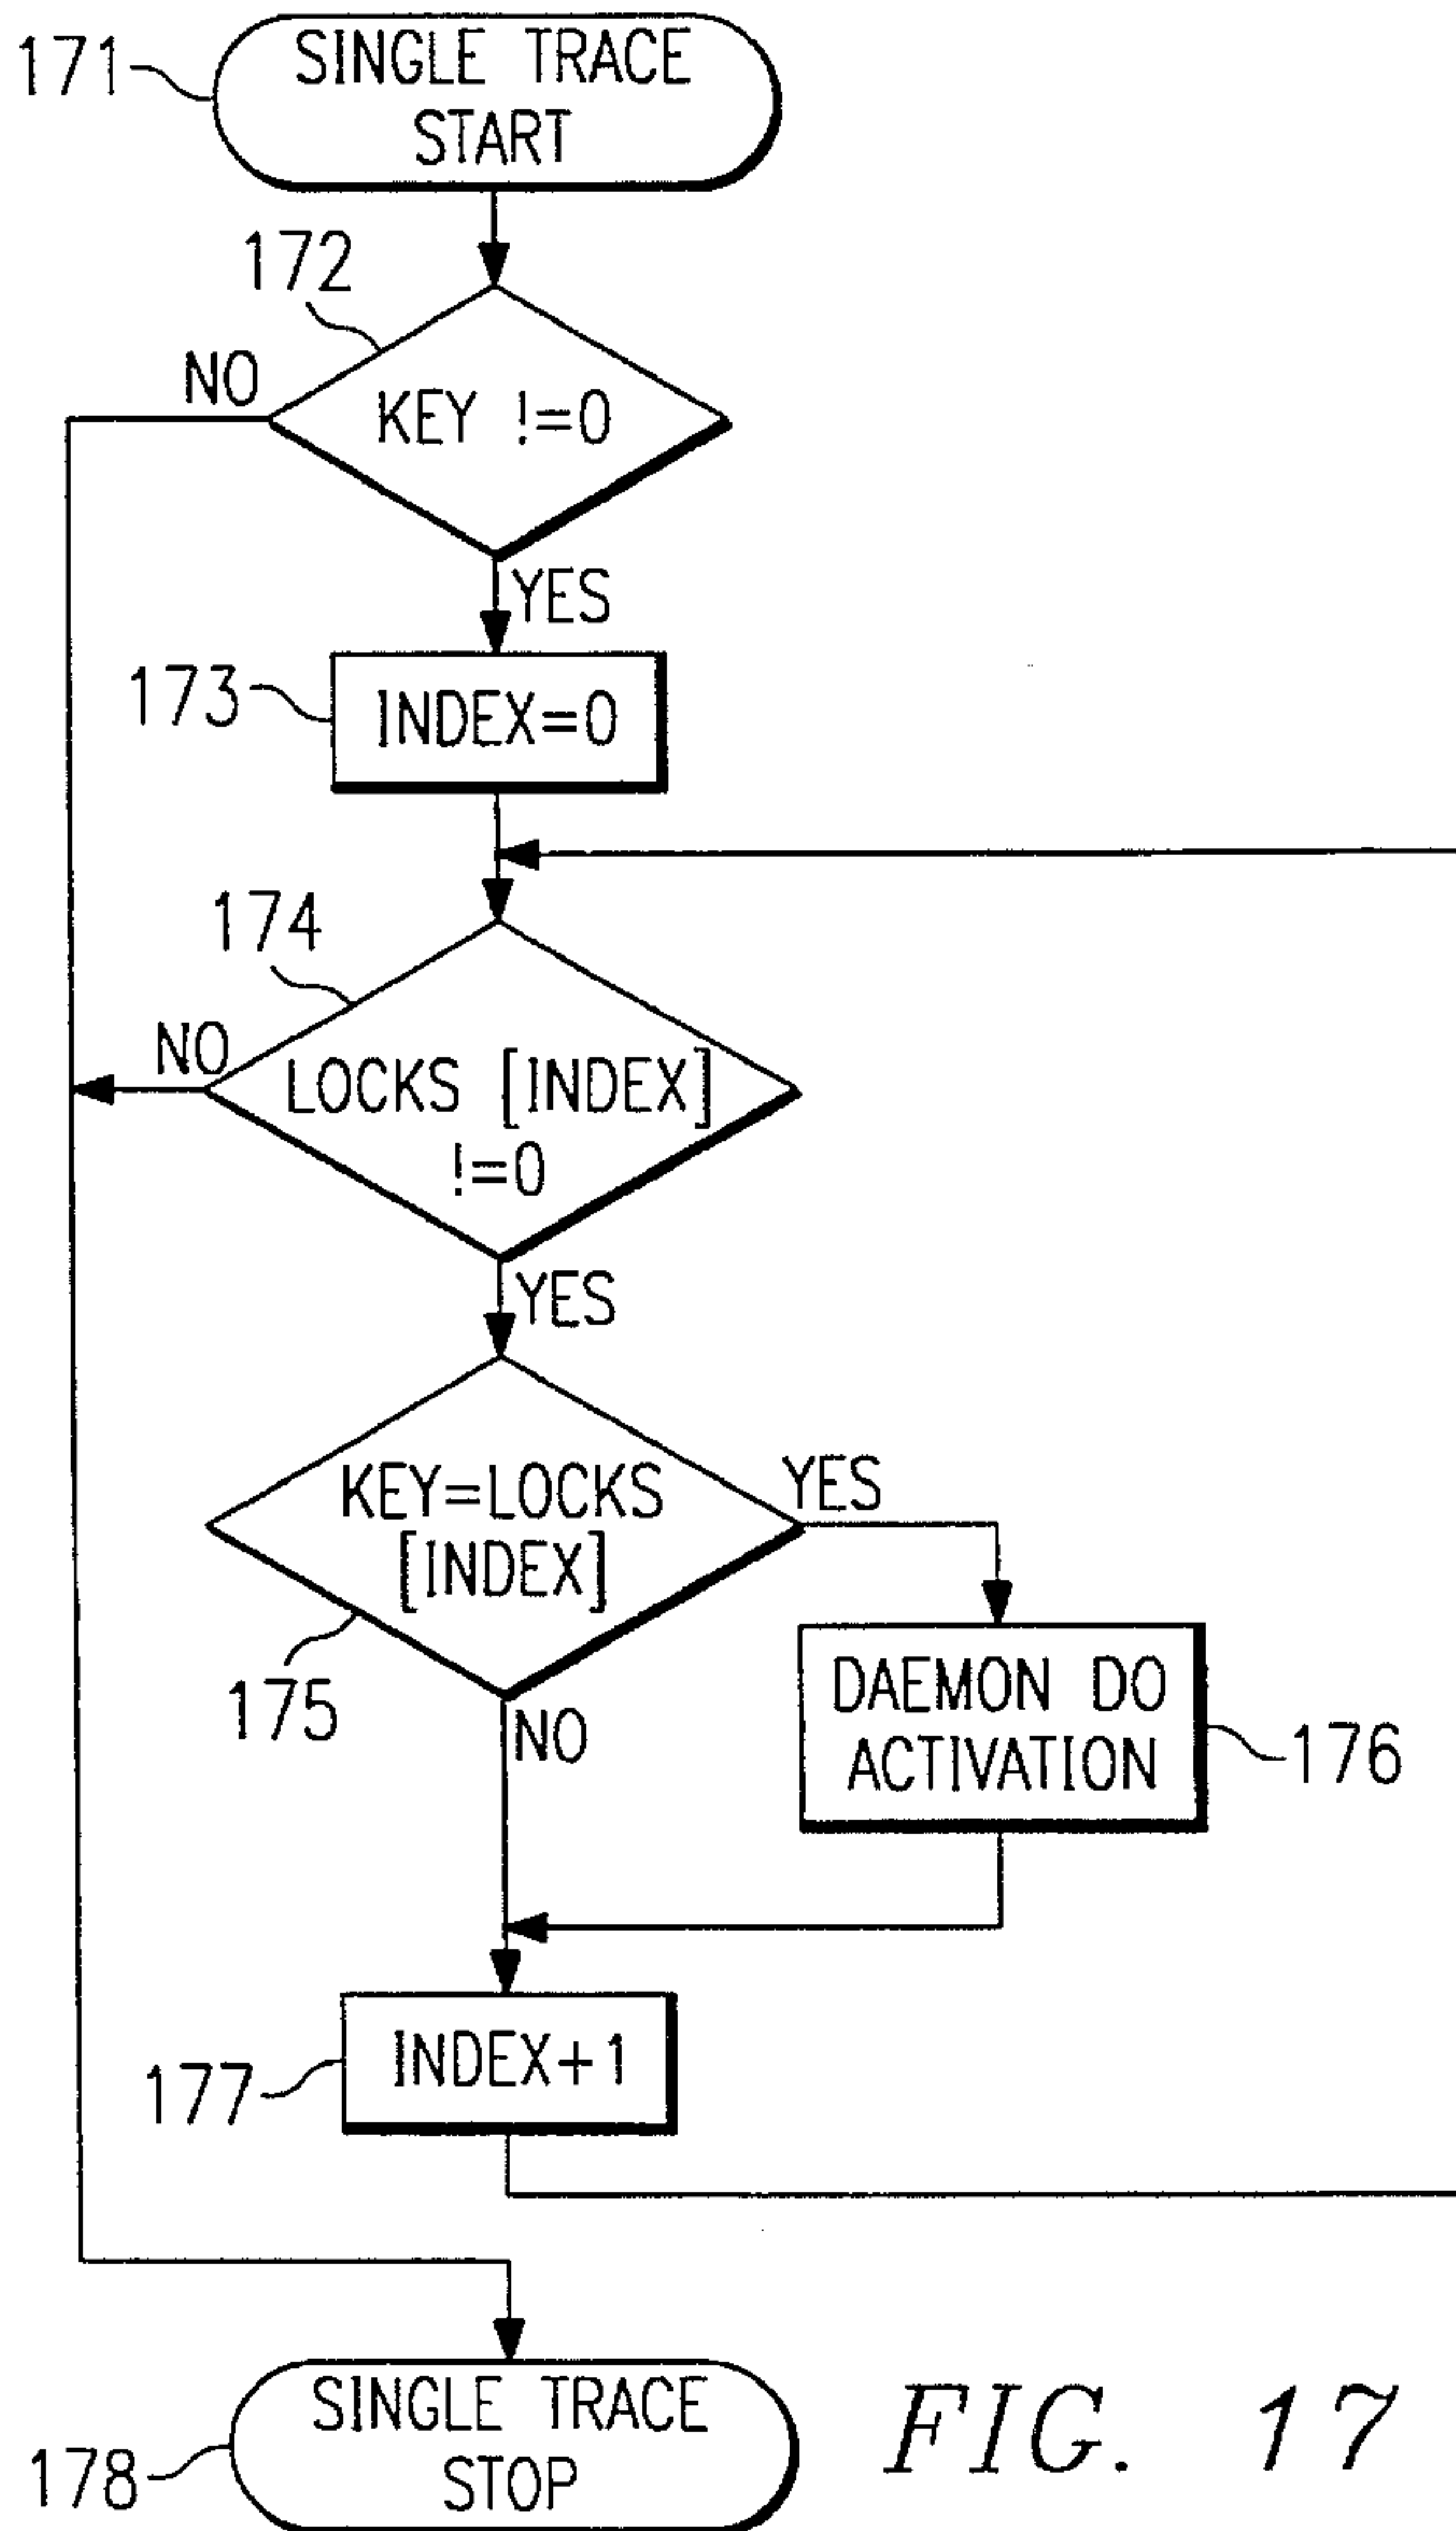 171
SINGLE TRACE
START
172
NO
KEY !=0
YES
173
INDEX=0
174
NO
LOCKS [INDEX]
!=0
YES
KEY=LOCKS
[INDEX]
YES
175
NO
DAEMON DO
ACTIVATION
176
INDEX+1
177
SINGLE TRACE
STOP
178
FIG. 17